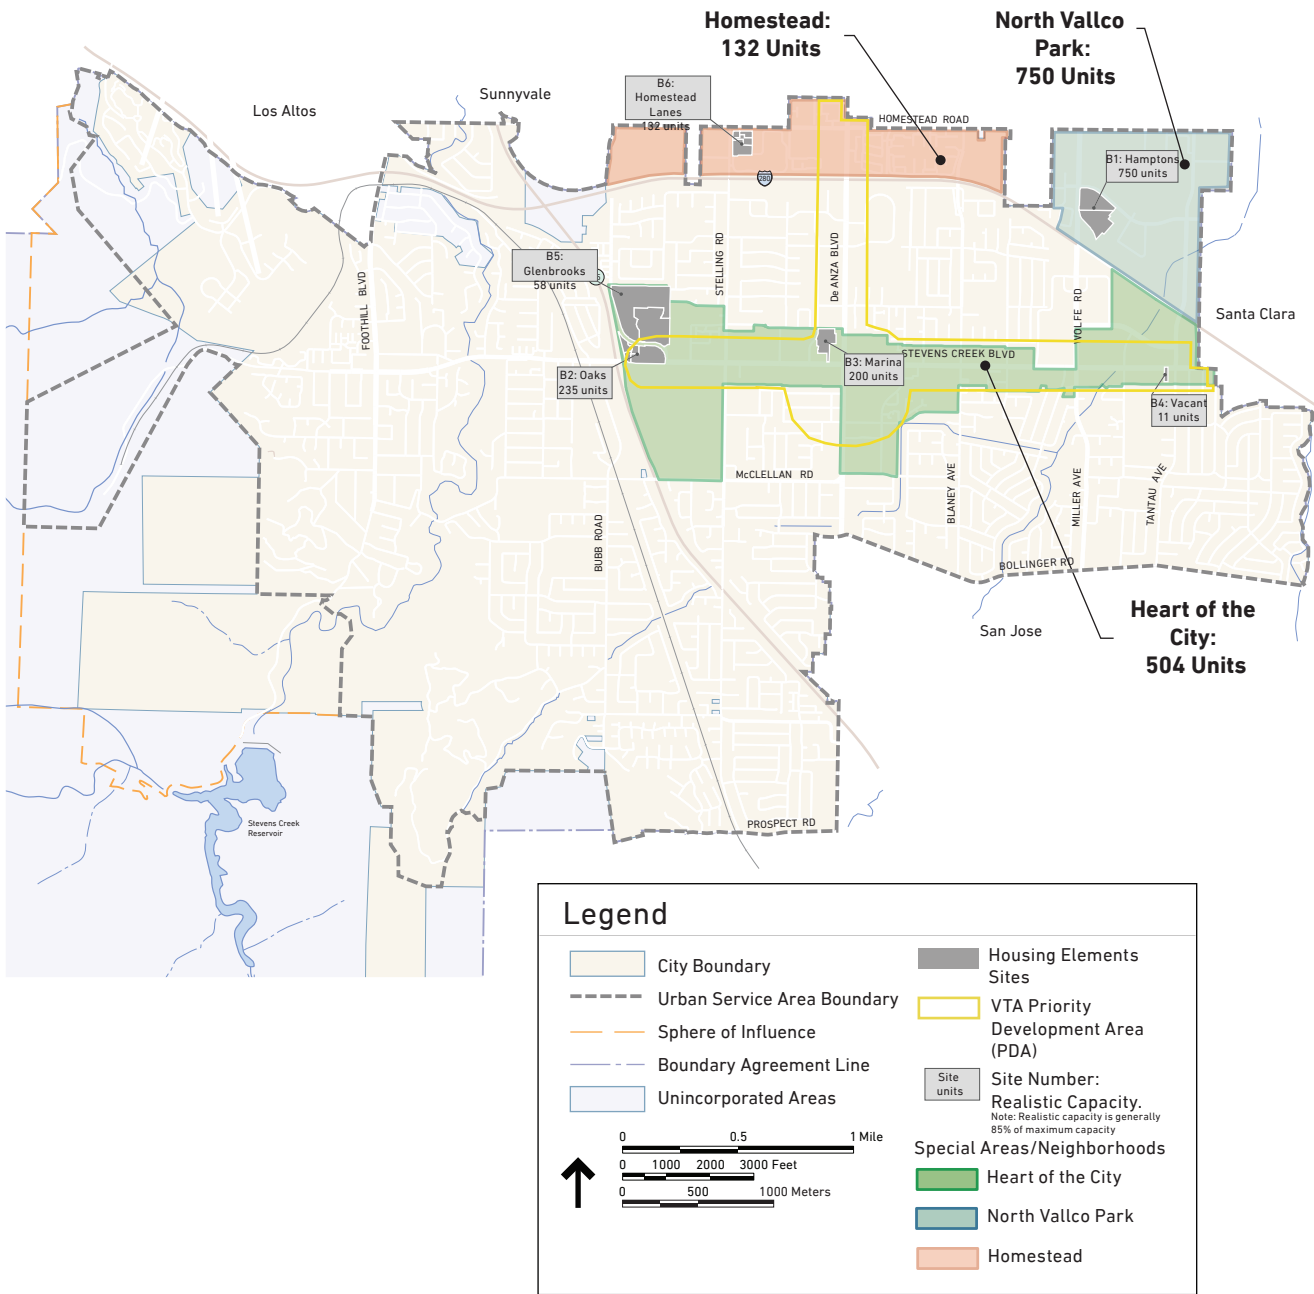 Homestead:
132 Units
North Vallco
Park:
750 Units
Los Altos
Sunnyvale
B6:
Homestead
Lanes
132 units
HOMESTEAD ROAD
B1: Hamptons
750 units
280
B5:
Glenbrooks
58 units
STELLING RD
De ANZA BLVD
FOOTHILL BLVD
WOLFE RD
Santa Clara
STEVENS CREEK BLVD
B3: Marina
200 units
B2: Oaks
235 units
B4: Vacant
11 units
McCLELLAN RD
BLANEY AVE
MILLER AVE
TANTAU AVE
BUBB ROAD
BOLLINGER RD
San Jose
Heart of the
City:
504 Units
Stevens Creek
Reservoir
PROSPECT RD
Legend
City Boundary
Urban Service Area Boundary
Sphere of Influence
Boundary Agreement Line
Unincorporated Areas
0 0.5 1 Mile
0 1000 2000 3000 Feet
0 500 1000 Meters
Housing Elements
Sites
VTA Priority
Development Area
(PDA)
Site
units
Site Number:
Realistic Capacity.
Note: Realistic capacity is generally
85% of maximum capacity
Special Areas/Neighborhoods
Heart of the City
North Vallco Park
Homestead